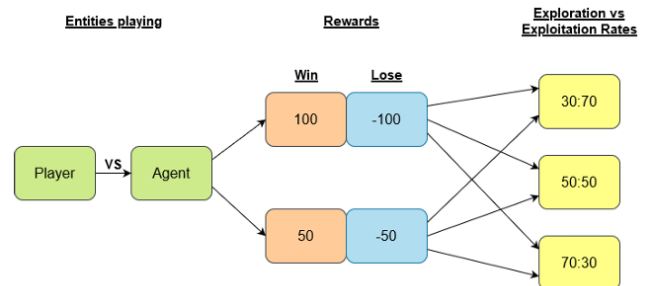 Entities playing
Rewards
Exploration vs
Exploitation Rates
Win
Lose
100
-100
30:70
Player
vs
Agent
50:50
50
-50
70:30